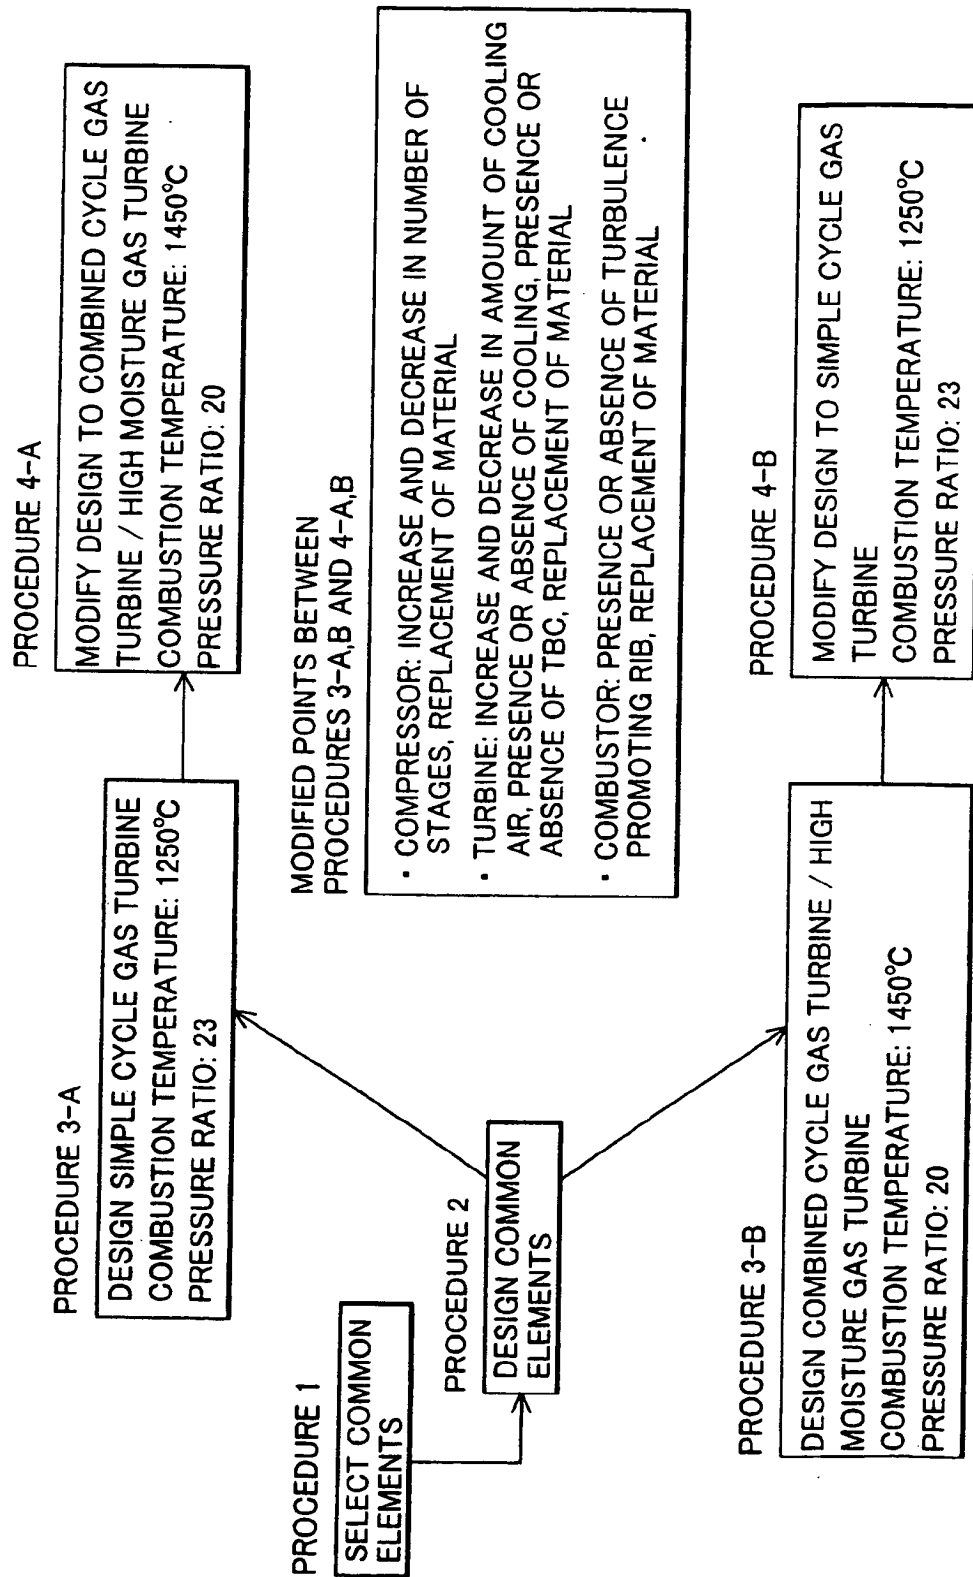 PROCEDURE 1
SELECT COMMON
ELEMENTS
PROCEDURE 2
DESIGN COMMON
ELEMENTS
PROCEDURE 3-A
DESIGN SIMPLE CYCLE GAS TURBINE
COMBUSTION TEMPERATURE: 1250°C
PRESSURE RATIO: 23
PROCEDURE 4-A
MODIFY DESIGN TO COMBINED CYCLE GAS
TURBINE / HIGH MOISTURE GAS TURBINE
COMBUSTION TEMPERATURE: 1450°C
PRESSURE RATIO: 20
MODIFIED POINTS BETWEEN
PROCEDURES 3-A,B AND 4-A,B
· COMPRESSOR: INCREASE AND DECREASE IN NUMBER OF
STAGES, REPLACEMENT OF MATERIAL
· TURBINE: INCREASE AND DECREASE IN AMOUNT OF COOLING
AIR, PRESENCE OR ABSENCE OF COOLING, PRESENCE OR
ABSENCE OF TBC, REPLACEMENT OF MATERIAL
· COMBUSTOR: PRESENCE OR ABSENCE OF TURBULENCE
PROMOTING RIB, REPLACEMENT OF MATERIAL
PROCEDURE 3-B
DESIGN COMBINED CYCLE GAS TURBINE / HIGH
MOISTURE GAS TURBINE
COMBUSTION TEMPERATURE: 1450°C
PRESSURE RATIO: 20
PROCEDURE 4-B
MODIFY DESIGN TO SIMPLE CYCLE GAS
TURBINE
COMBUSTION TEMPERATURE: 1250°C
PRESSURE RATIO: 23